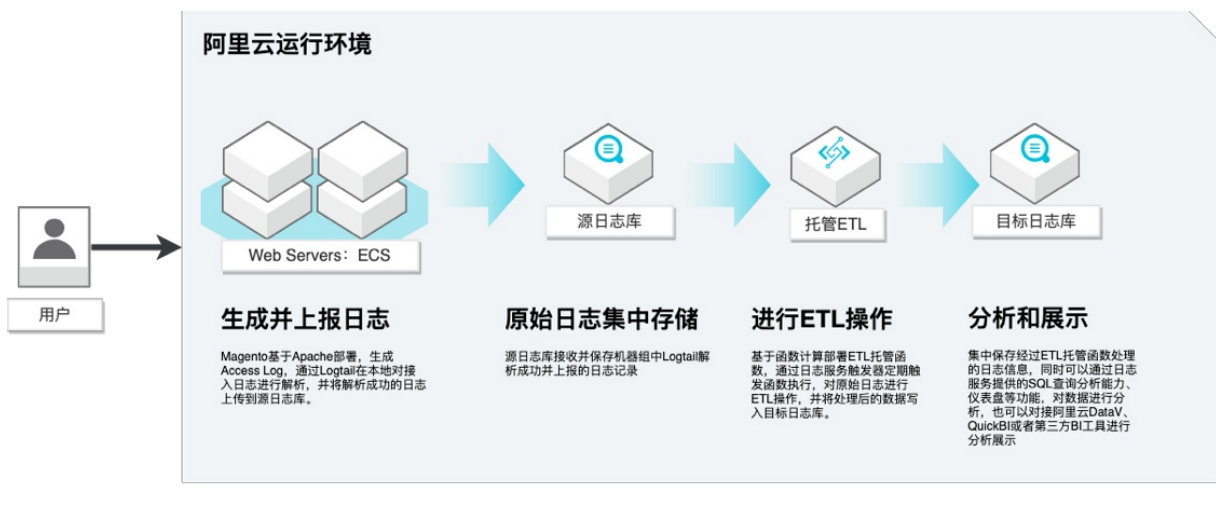 阿里云运行环境
用户
Web Servers：ECS
源日志库
托管ETL
目标日志库
生成并上报日志
Magento基于Apache部署，生成
Access Log，通过Logtail在本地对接
入日志进行解析，并将解析成功的日志
上传到源日志库。
原始日志集中存储
源日志库接收并保存机器组中Logtail解
析成功并上报的日志记录
进行ETL操作
基于函数计算部署ETL托管函
数，通过日志服务触发器定期触
发函数执行，对原始日志进行
ETL操作，并将处理后的数据写
入目标日志库。
分析和展示
集中保存经过ETL托管函数处理
的日志信息，同时可以通过日志
服务提供的SQL查询分析能力、
仪表盘等功能，对数据进行分
析，也可以对接阿里云DataV、
QuickBI或者第三方BI工具进行
分析展示